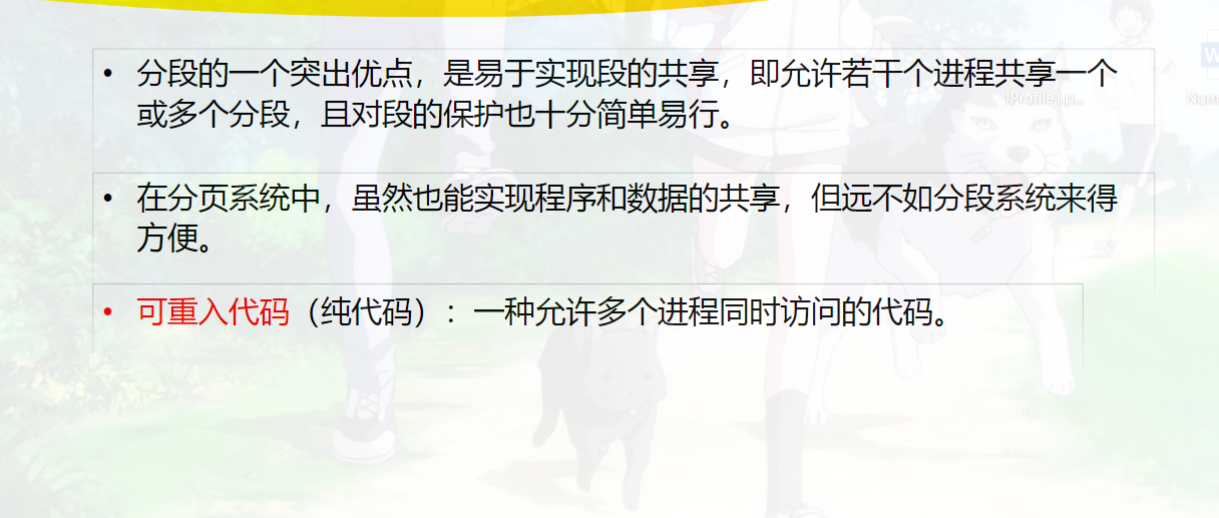 • 分段的一个突出优点，是易于实现段的共享，即允许若干个进程共享一个
或多个分段，且对段的保护也十分简单易行。
• 在分页系统中，虽然也能实现程序和数据的共享，但远不如分段系统来得
方便。
• 可重入代码（纯代码）：一种允许多个进程同时访问的代码。